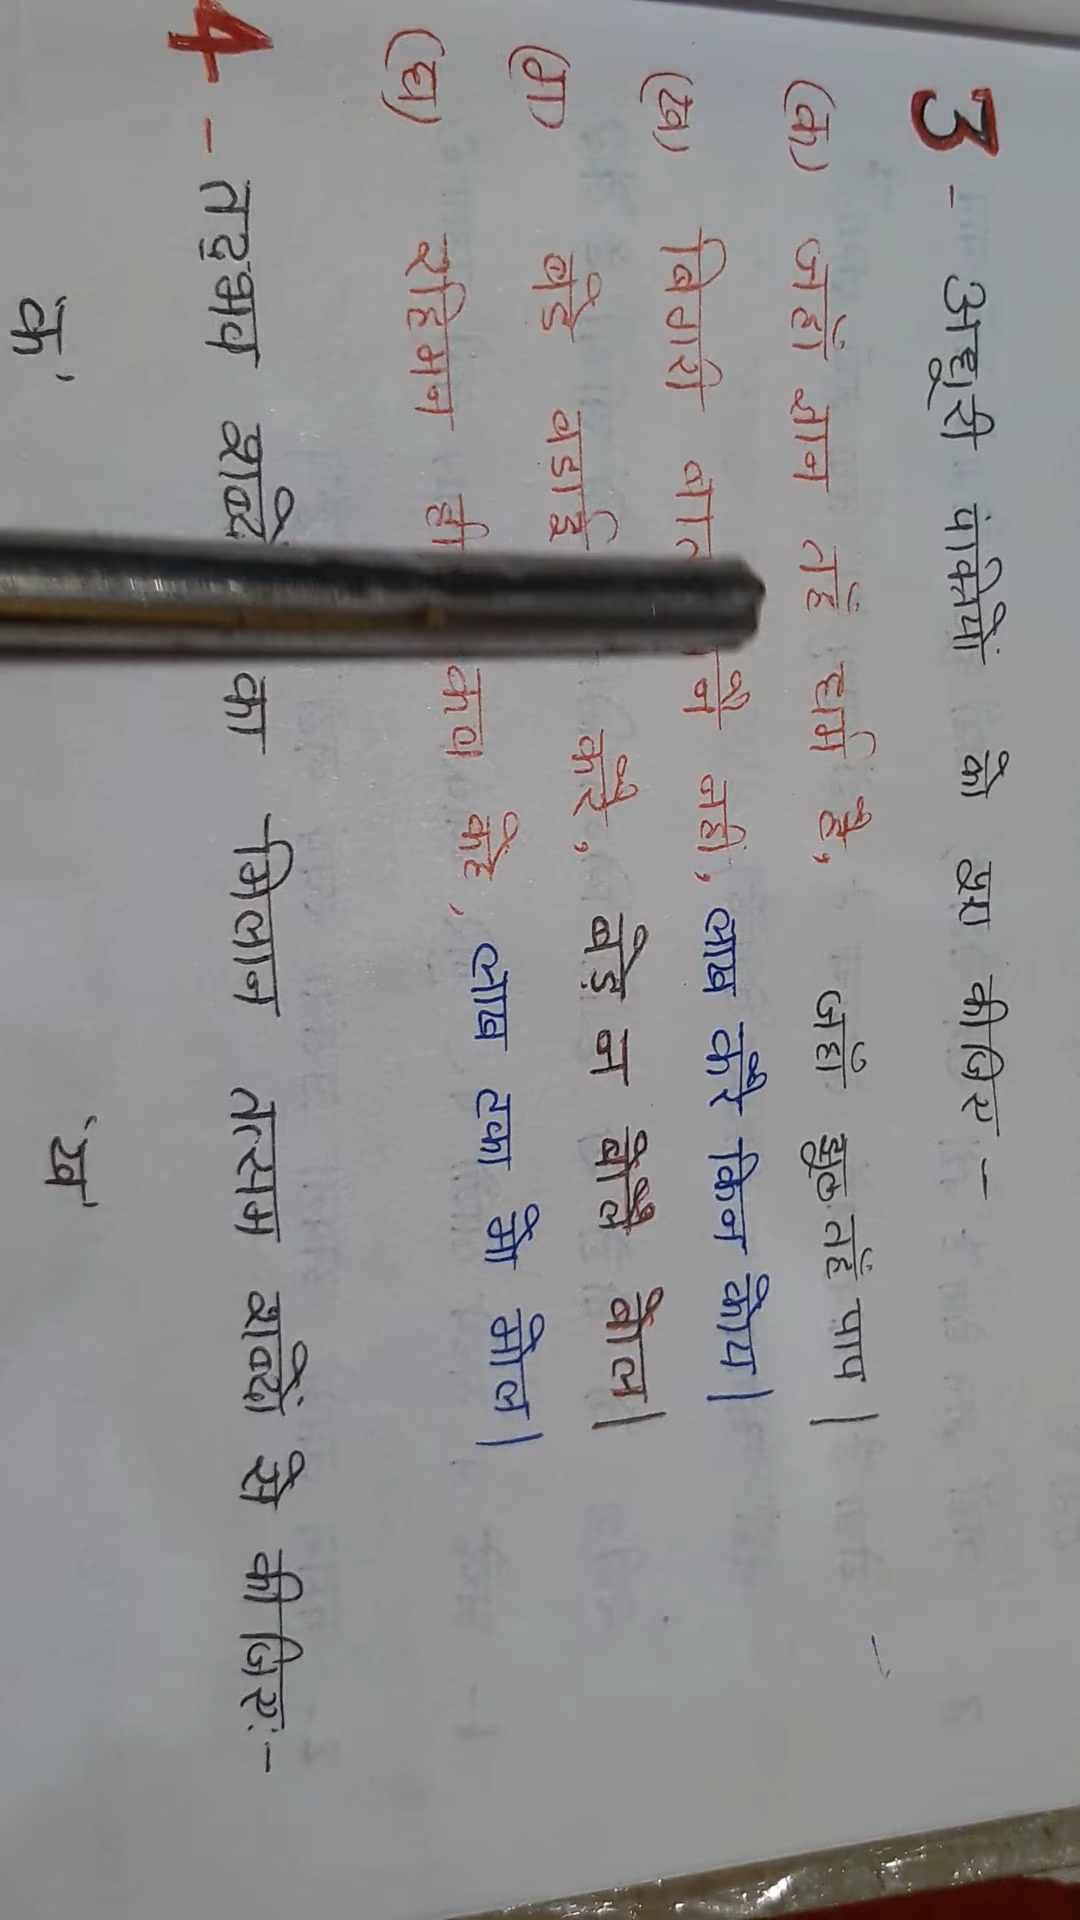 3 - अधूरी पंक्तियों को पूरा कीजिए -
(क) जहाँ ज्ञान तहँ धर्म है, जहाँ झूठ तहँ पाप |
(ख) बिगरी बात बनै नहीं, लाख करै किन कोय |
(ग) बड़े बड़ाई करै, बड़े न बोलै बोल |
(घ) रहिमन ही कब कहे, लाख टका मो मोल |
4 - तद्भव शब्दों का मिलान तत्सम शब्दों से कीजिए:-
'क' 'ख'